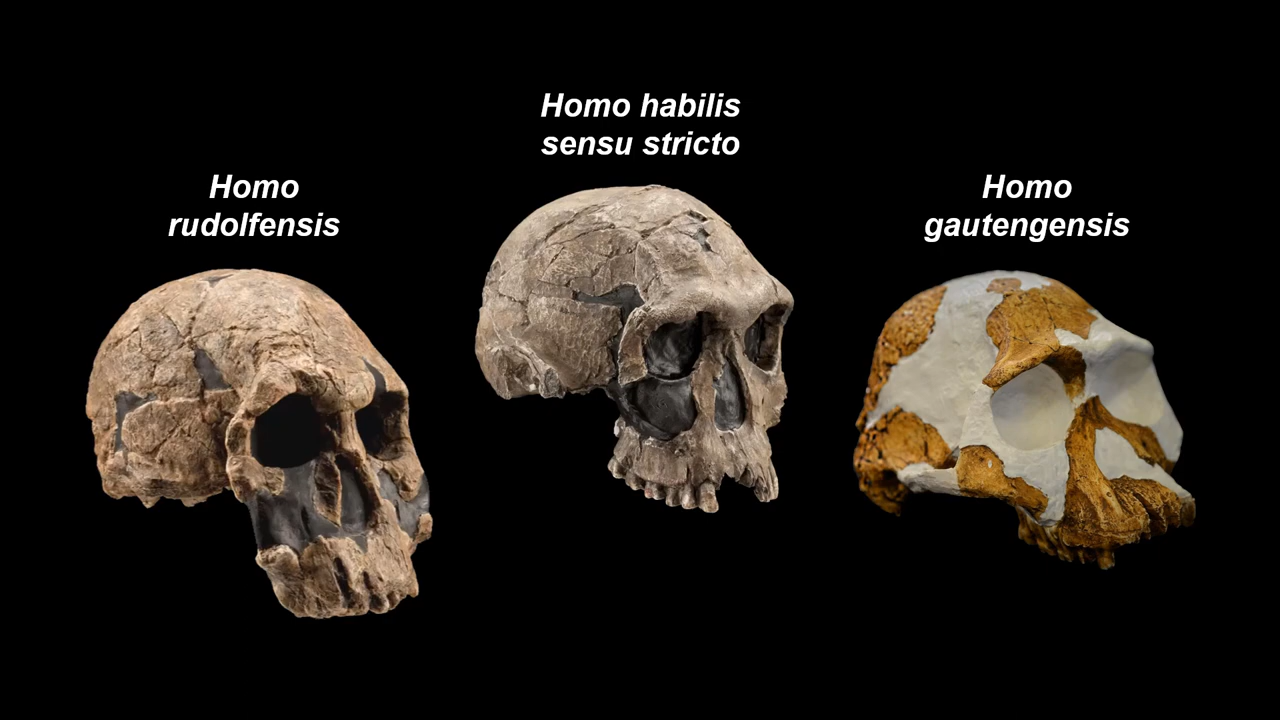 Homo habilis
sensu stricto
Homo
rudolfensis
Homo
gautengensis